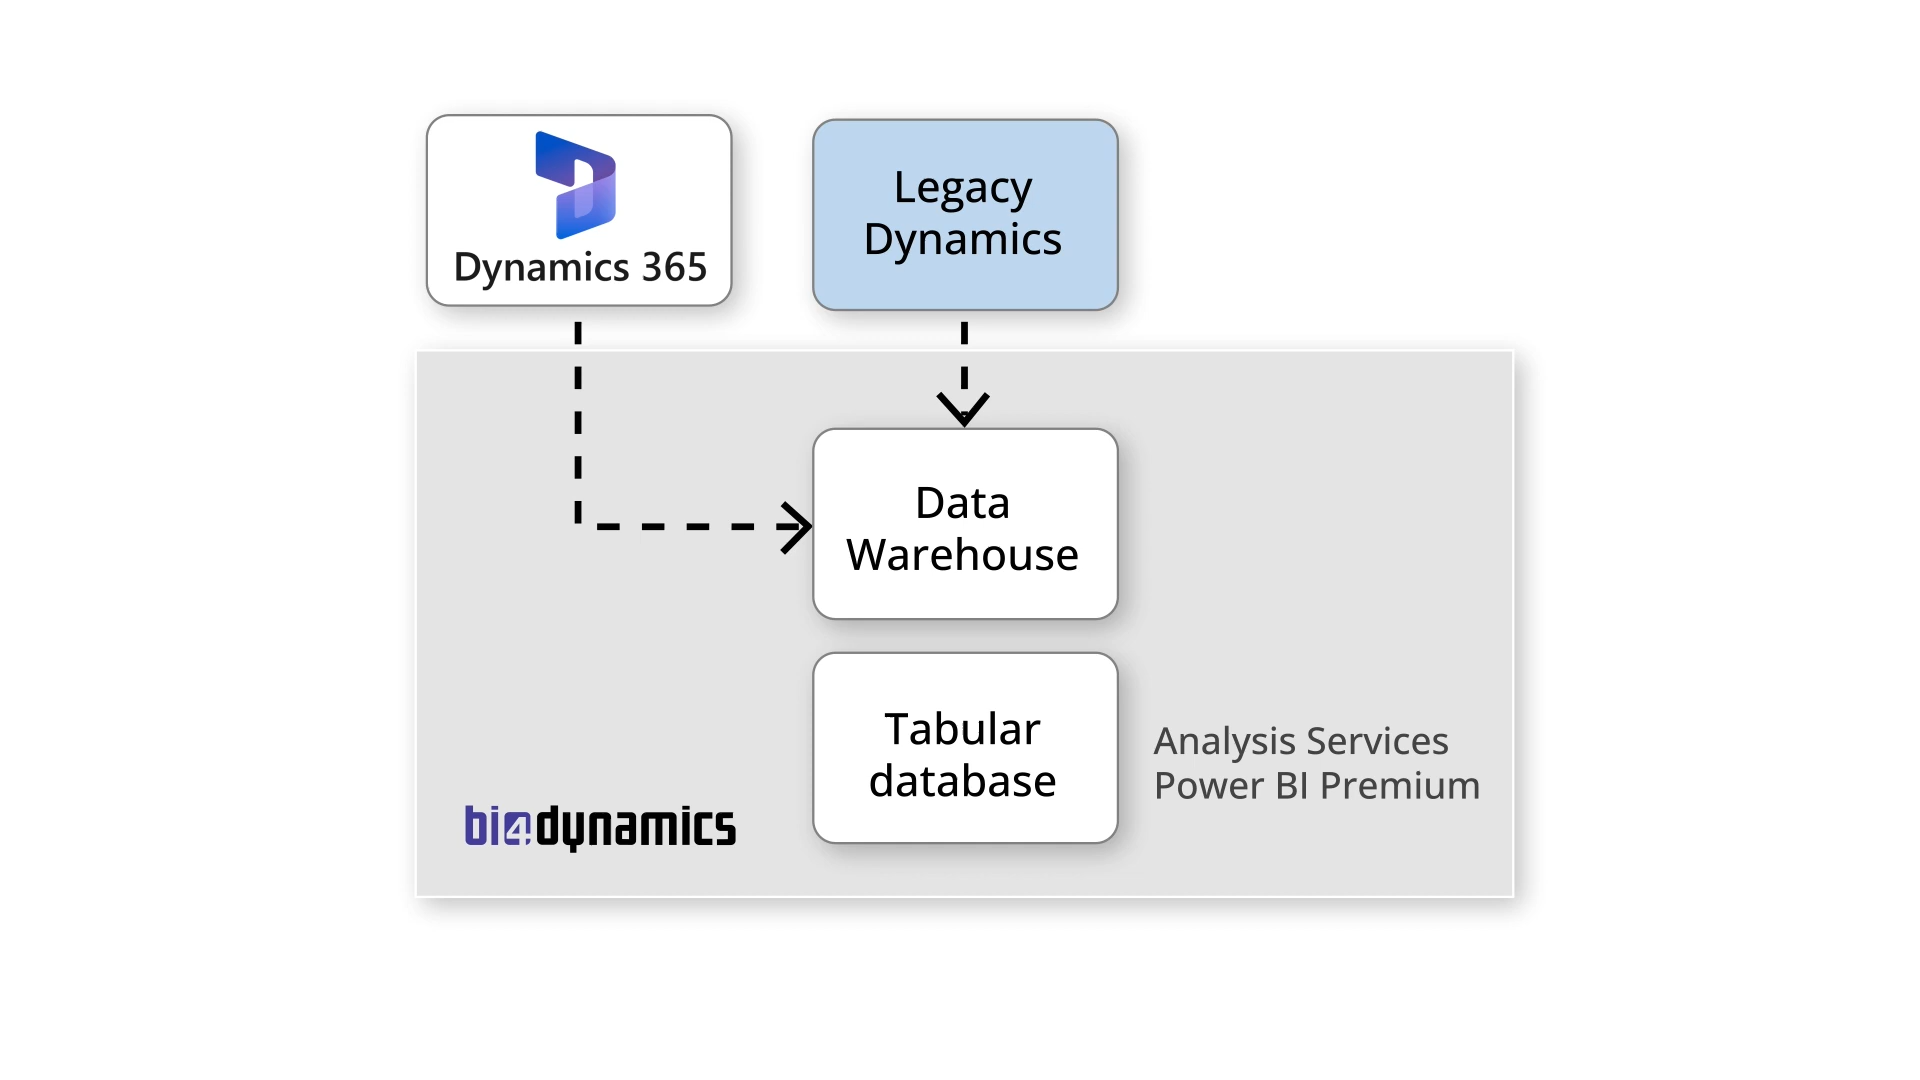 Dynamics 365
Legacy
Dynamics
Data
Warehouse
Tabular
database
Analysis Services
Power BI Premium
bi4dynamics